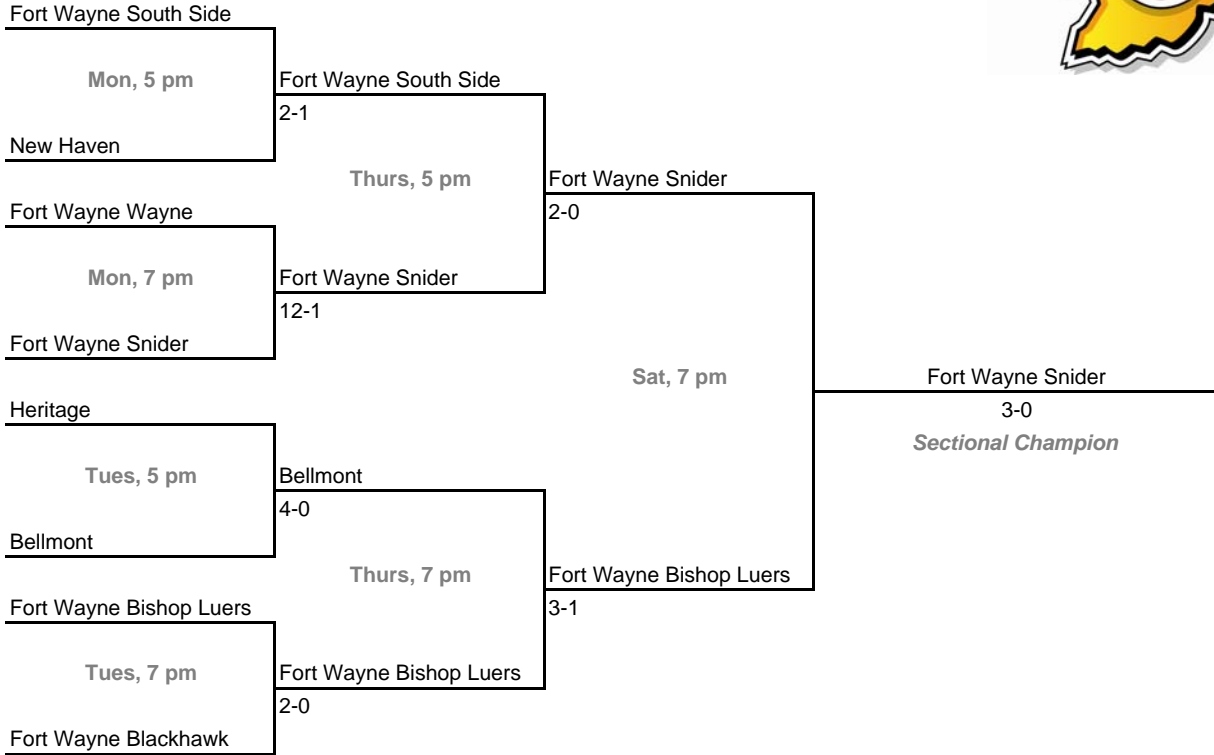 Fort Wayne South Side
Mon, 5 pm
Fort Wayne South Side
2-1
New Haven
Thurs, 5 pm
Fort Wayne Snider
2-0
Fort Wayne Wayne
Mon, 7 pm
Fort Wayne Snider
12-1
Fort Wayne Snider
Sat, 7 pm
Fort Wayne Snider
3-0
Sectional Champion
Heritage
Tues, 5 pm
Bellmont
4-0
Bellmont
Thurs, 7 pm
Fort Wayne Bishop Luers
3-1
Fort Wayne Bishop Luers
Tues, 7 pm
Fort Wayne Bishop Luers
2-0
Fort Wayne Blackhawk